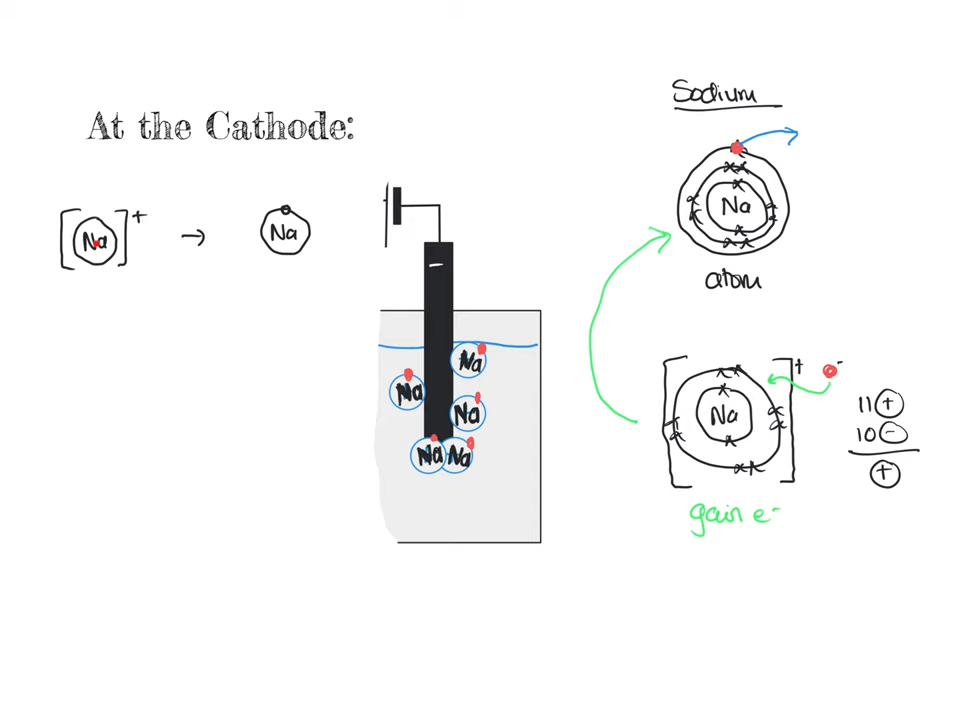 At the Cathode:
[Na]+ → Na
Na
Na
Na
Na Na
Sodium
Na
atom
[Na]+ e-
gain e-
11 +
10 -
+